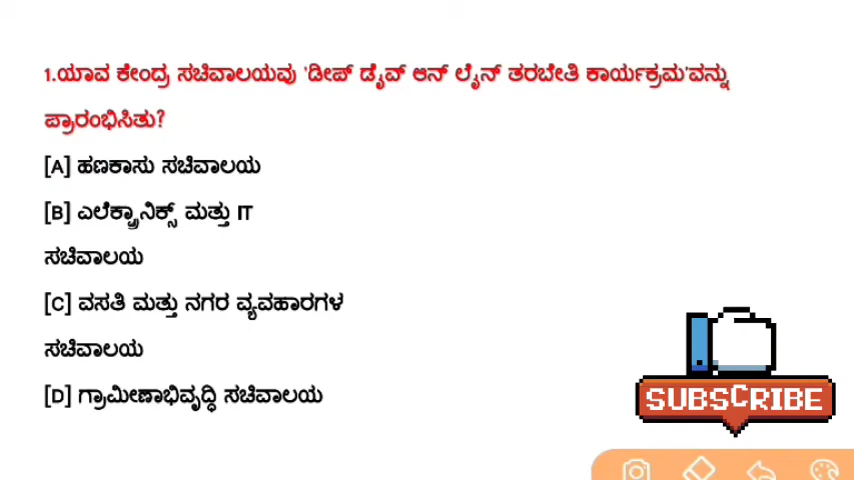 1.ಯಾವ ಕೇಂದ್ರ ಸಚಿವಾಲಯವು 'ಡೀಪ್ ಡೈವ್ ಆನ್ ಲೈನ್ ತರಬೇತಿ ಕಾರ್ಯಕ್ರಮ'ವನ್ನು
ಪ್ರಾರಂಭಿಸಿತು?
[A] ಹಣಕಾಸು ಸಚಿವಾಲಯ
[B] ಎಲೆಕ್ಟ್ರಾನಿಕ್ಸ್ ಮತ್ತು IT
ಸಚಿವಾಲಯ
[C] ವಸತಿ ಮತ್ತು ನಗರ ವ್ಯವಹಾರಗಳ
ಸಚಿವಾಲಯ
[D] ಗ್ರಾಮೀಣಾಭಿವೃದ್ಧಿ ಸಚಿವಾಲಯ
SUBSCRIBE